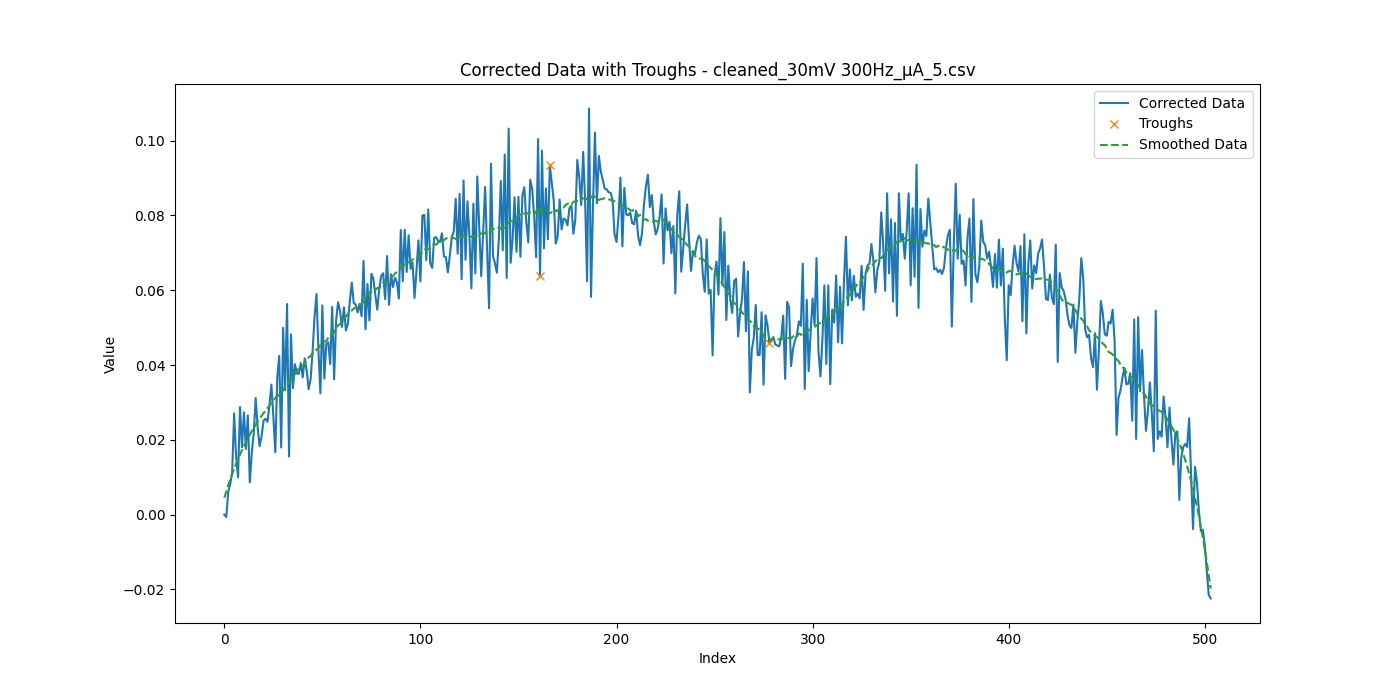 Corrected Data with Troughs - cleaned_30mV 300Hz_µA_5.csv
Corrected Data
Troughs
Smoothed Data
0.10
0.08
0.06
0.04
0.02
0.00
−0.02
Value
0 100 200 300 400 500
Index